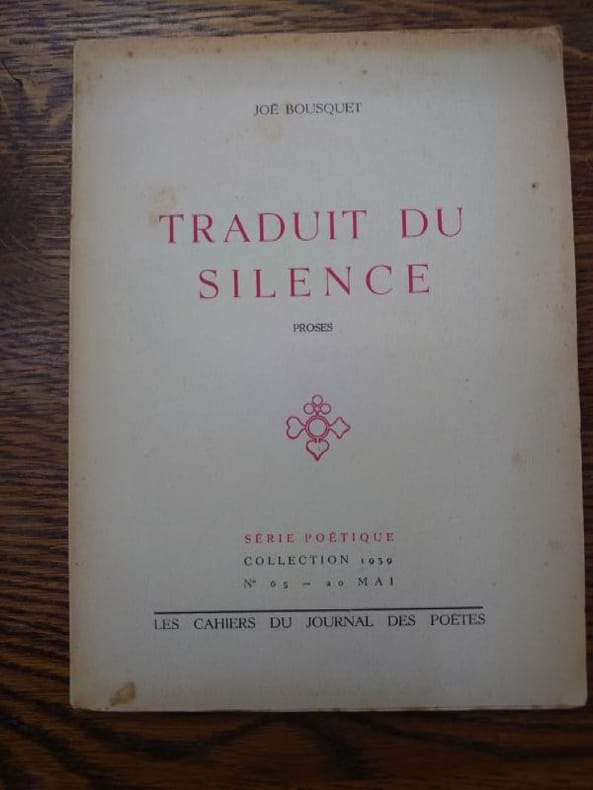 JOË BOUSQUET
TRADUIT DU
SILENCE
PROSES
SÉRIE POÉTIQUE
COLLECTION 1939
Nº 65 — 20 MAI
LES CAHIERS DU JOURNAL DES POÈTES